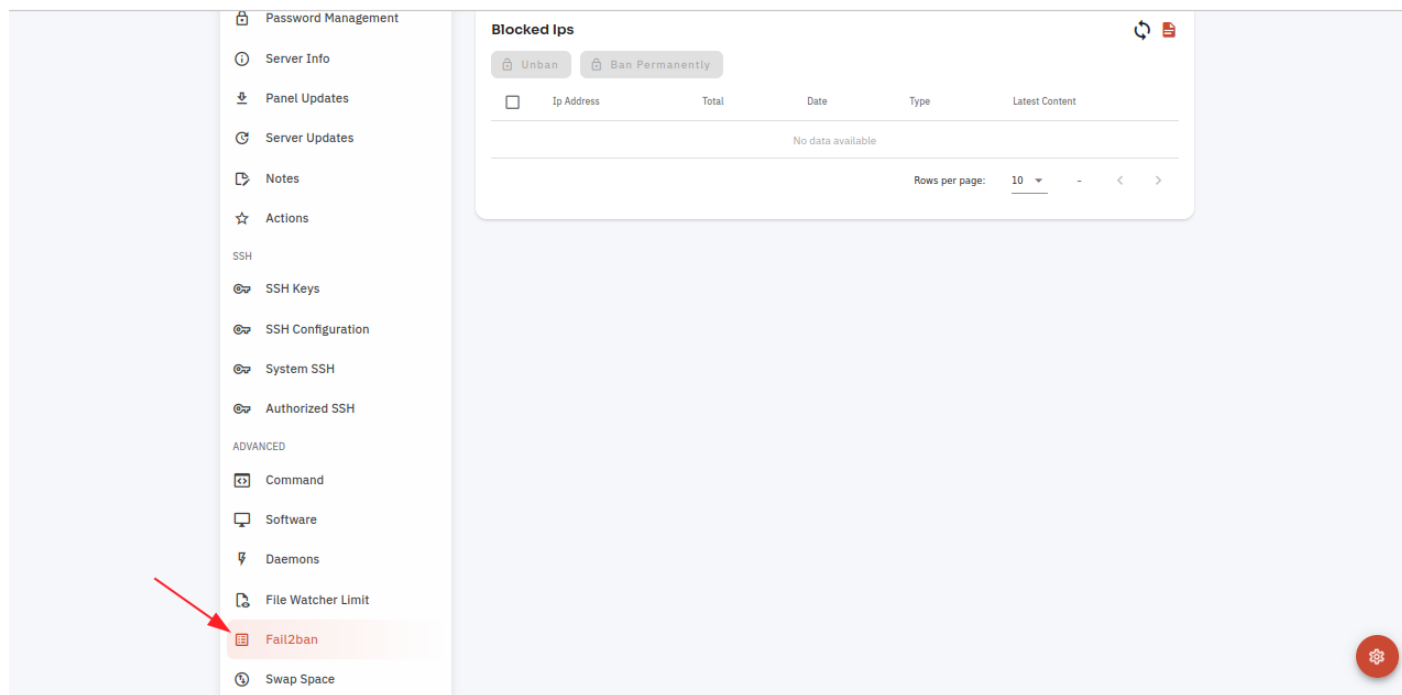 Password Management
Server Info
Panel Updates
Server Updates
Notes
Actions
SSH
SSH Keys
SSH Configuration
System SSH
Authorized SSH
ADVANCED
Command
Software
Daemons
File Watcher Limit
Fail2ban
Swap Space
Blocked Ips
Unban Ban Permanently
Ip Address Total Date Type Latest Content
No data available
Rows per page: 10 –